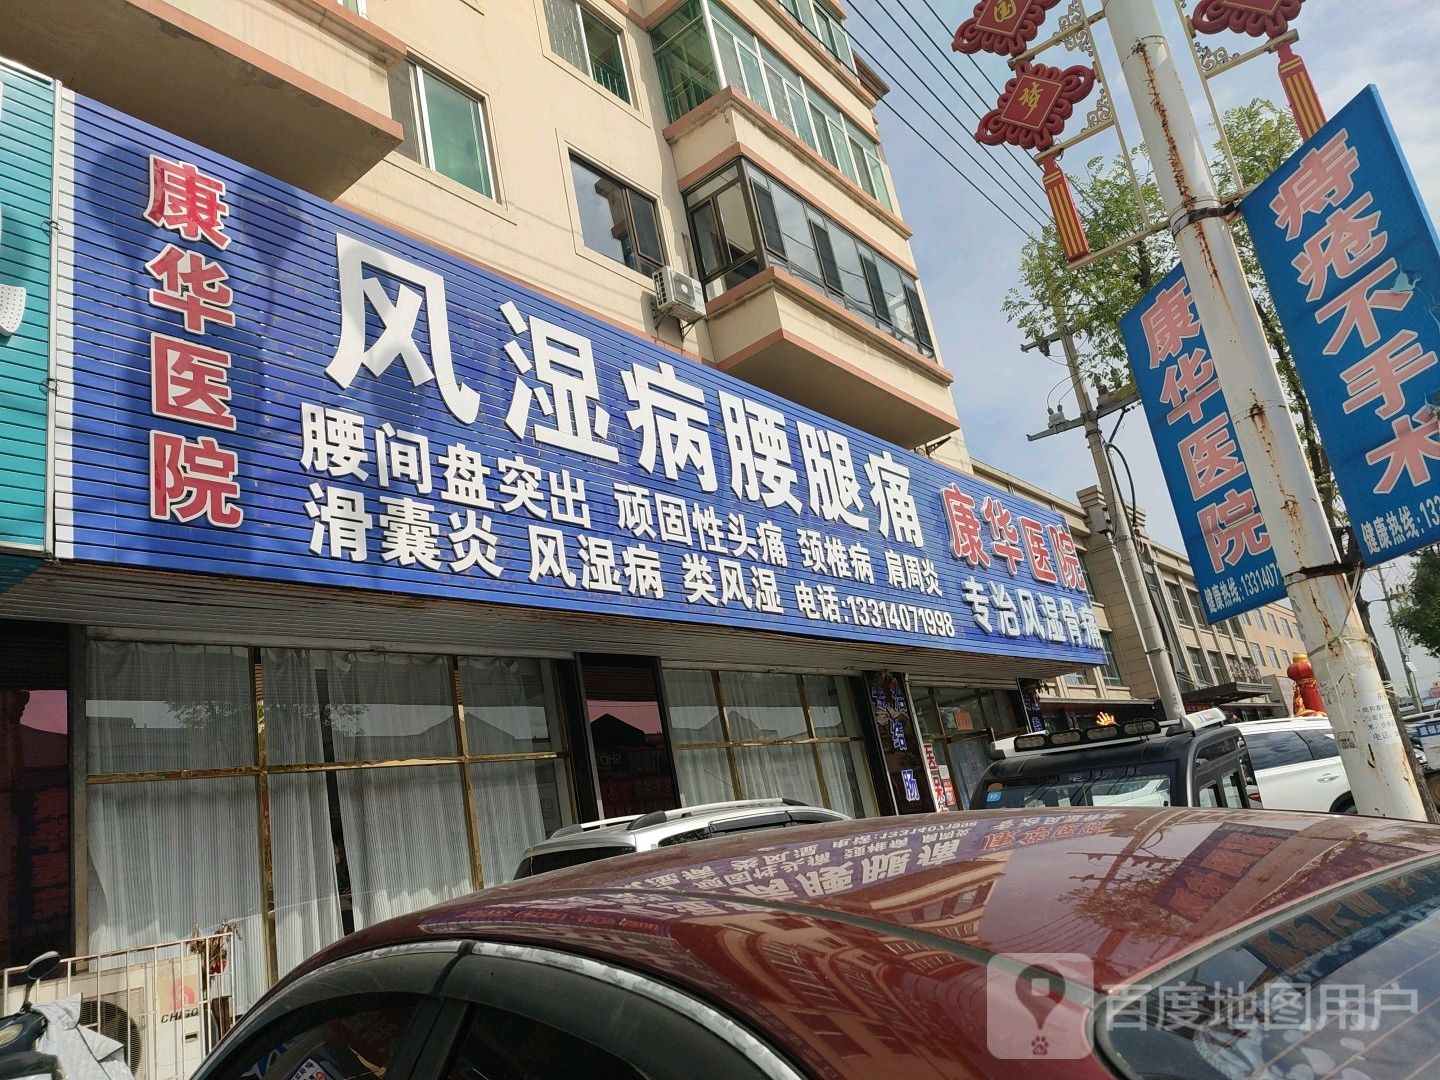 康华医院
风湿病腰腿痛
腰间盘突出 顽固性头痛 颈椎病 肩周炎
滑囊炎 风湿病 类风湿 电话:13314071998
康华医院
专治风湿骨痛
康华医院
健康热线:1331407
痔疮不手术
健康热线:133
福
CHIGO
百度地图用户